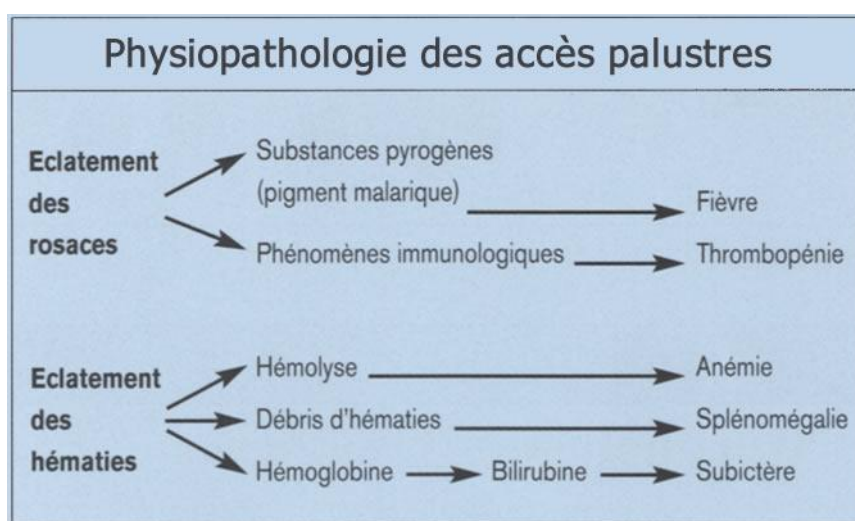 Physiopathologie des accès palustres
Eclatement
des
rosaces
Substances pyrogènes
(pigment malarique)
Fièvre
Phénomènes immunologiques
Thrombopénie
Eclatement
des
hématies
Hémolyse
Anémie
Débris d'hématies
Splénomégalie
Hémoglobine
Bilirubine
Subictère